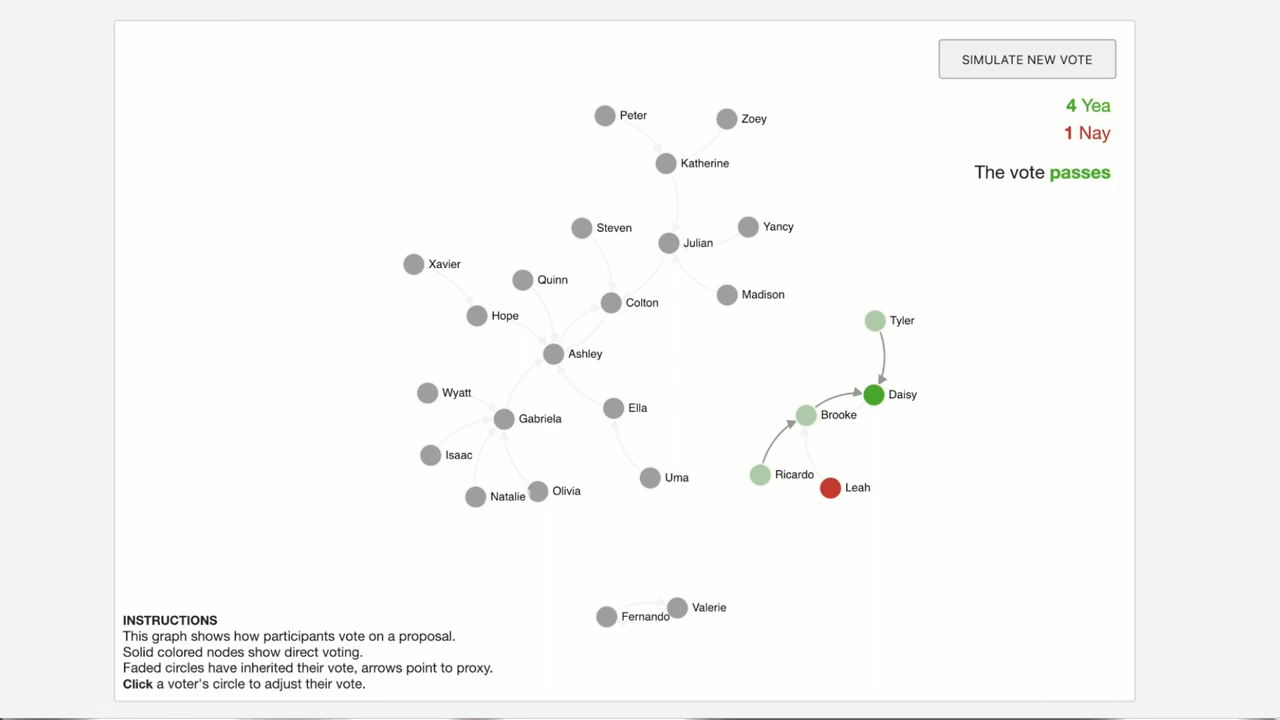 SIMULATE NEW VOTE
4 Yea
1 Nay
The vote passes
Peter
Zoey
Katherine
Steven
Julian
Yancy
Xavier
Quinn
Madison
Colton
Hope
Tyler
Ashley
Wyatt
Daisy
Ella
Brooke
Gabriela
Isaac
Ricardo
Uma
Leah
Natalie
Olivia
Fernando
Valerie
INSTRUCTIONS
This graph shows how participants vote on a proposal.
Solid colored nodes show direct voting.
Faded circles have inherited their vote, arrows point to proxy.
Click a voter's circle to adjust their vote.